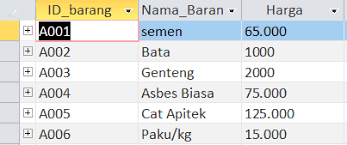 ID_barang Nama_Baran Harga
A001 semen 65.000
A002 Bata 1000
A003 Genteng 2000
A004 Asbes Biasa 75.000
A005 Cat Apitek 125.000
A006 Paku/kg 15.000